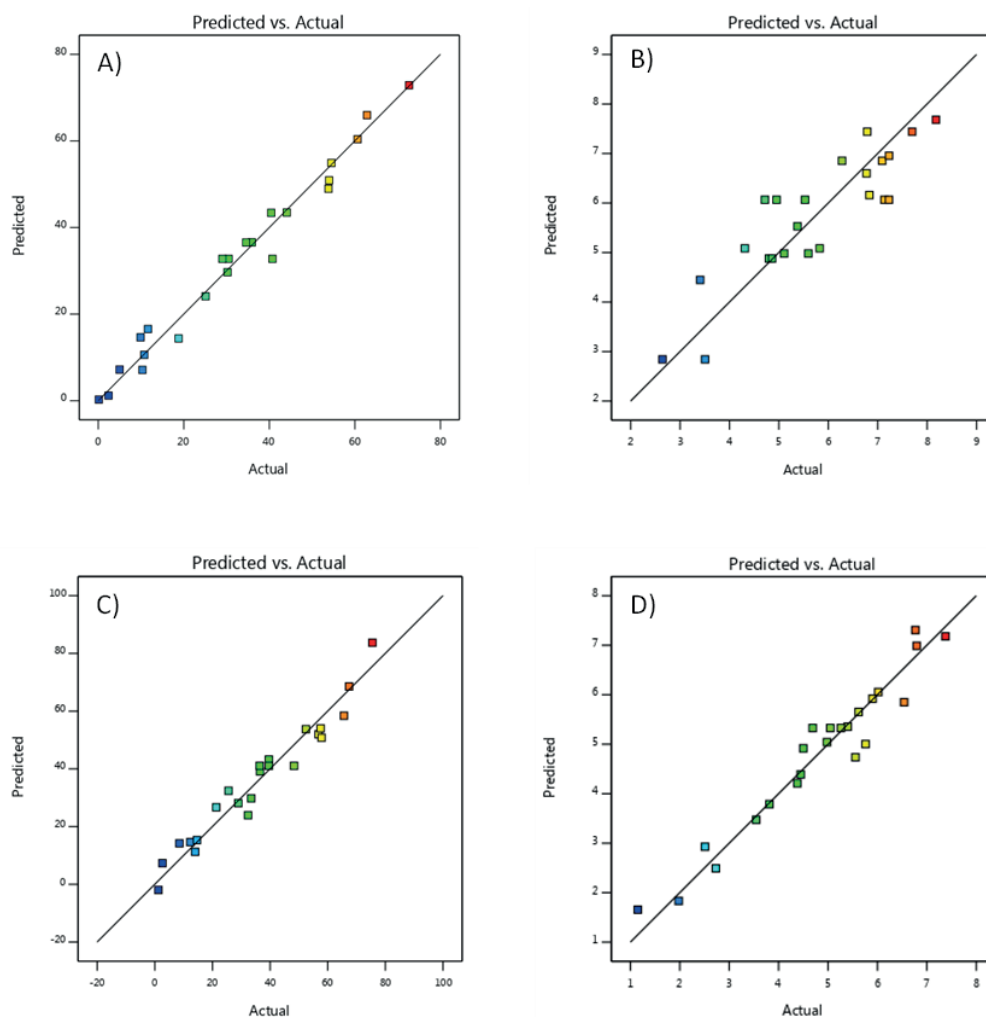 Predicted vs. Actual
A)
80
60
40
20
0
Predicted
0 20 40 60 80
Actual
Predicted vs. Actual
B)
9
8
7
6
5
4
3
2
Predicted
2 3 4 5 6 7 8 9
Actual
Predicted vs. Actual
C)
100
80
60
40
20
0
-20
Predicted
-20 0 20 40 60 80 100
Actual
Predicted vs. Actual
D)
8
7
6
5
4
3
2
1
Predicted
1 2 3 4 5 6 7 8
Actual